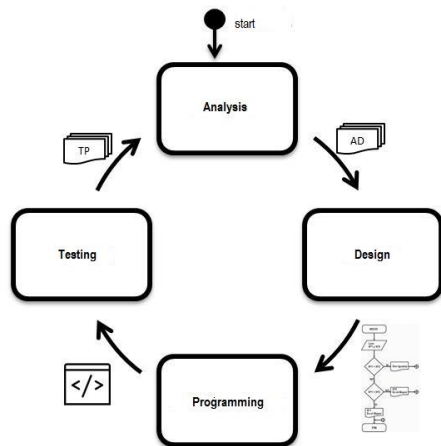 start
Analysis
TP
AD
Testing
Design
</>
Programming